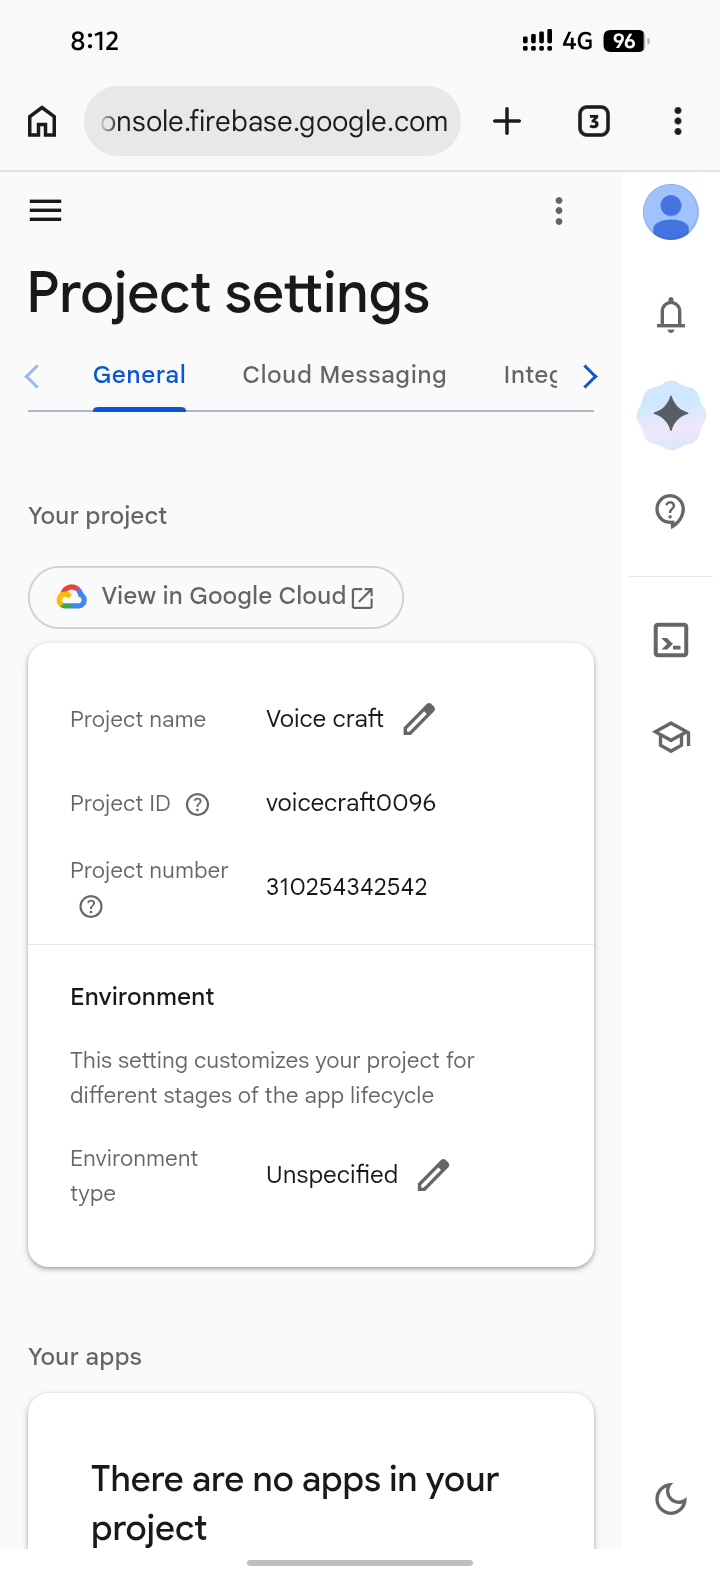 8:12
4G 96
onsole.firebase.google.com
3
Project settings
General Cloud Messaging Integ
Your project
View in Google Cloud
Project name Voice craft
Project ID voicecraft0096
Project number 310254342542
Environment
This setting customizes your project for
different stages of the app lifecycle
Environment
type Unspecified
Your apps
There are no apps in your
project